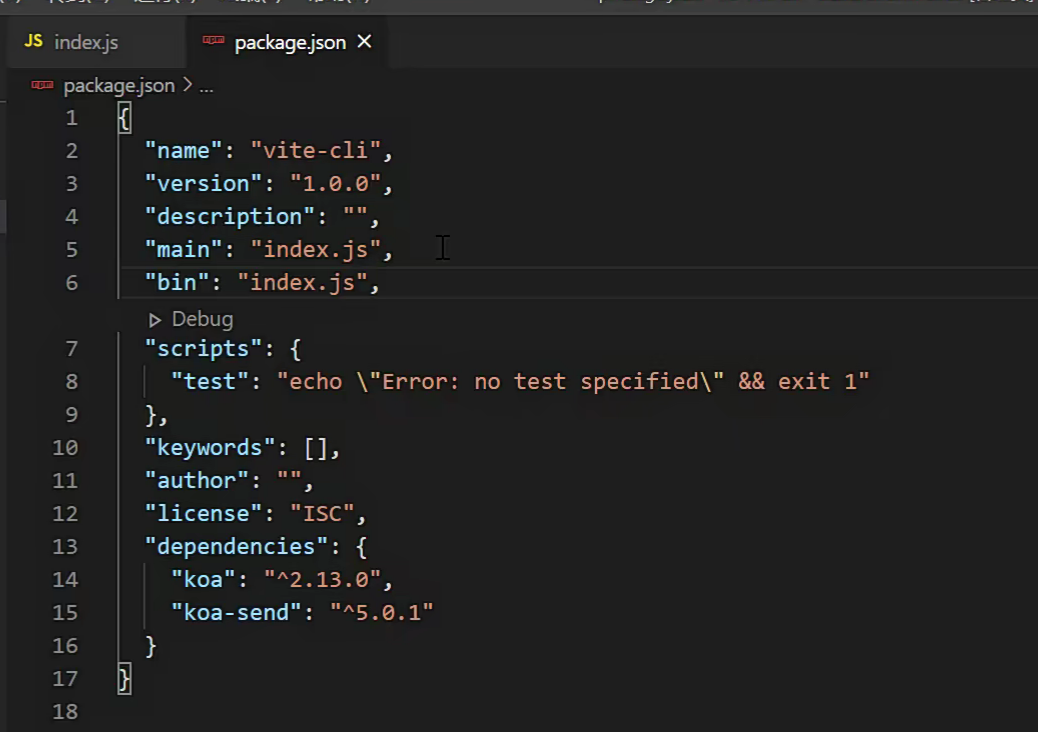 JS index.js
package.json
package.json > ...
1 {
2 "name": "vite-cli",
3 "version": "1.0.0",
4 "description": "",
5 "main": "index.js",
6 "bin": "index.js",
Debug
7 "scripts": {
8 "test": "echo \"Error: no test specified\" && exit 1"
9 },
10 "keywords": [],
11 "author": "",
12 "license": "ISC",
13 "dependencies": {
14 "koa": "^2.13.0",
15 "koa-send": "^5.0.1"
16 }
17 }
18